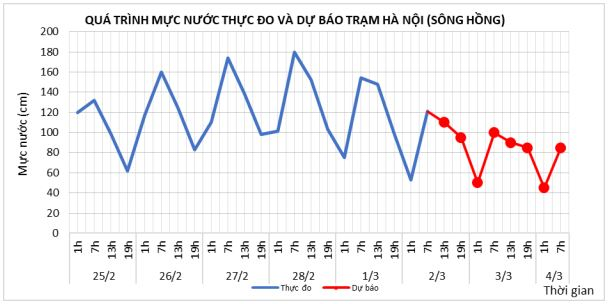 QUÁ TRÌNH MỰC NƯỚC THỰC ĐO VÀ DỰ BÁO TRẠM HÀ NỘI (SÔNG HỒNG)
Mực nước (cm)
200
180
160
140
120
100
80
60
40
20
0
1h 7h 13h 19h 1h 7h 13h 19h 1h 7h 13h 19h 1h 7h 13h 19h 1h 7h 13h 19h 1h 7h 13h 19h 1h 7h 13h 19h 1h 7h
25/2 26/2 27/2 28/2 1/3 2/3 3/3 4/3
Thực đo Dự báo Thời gian